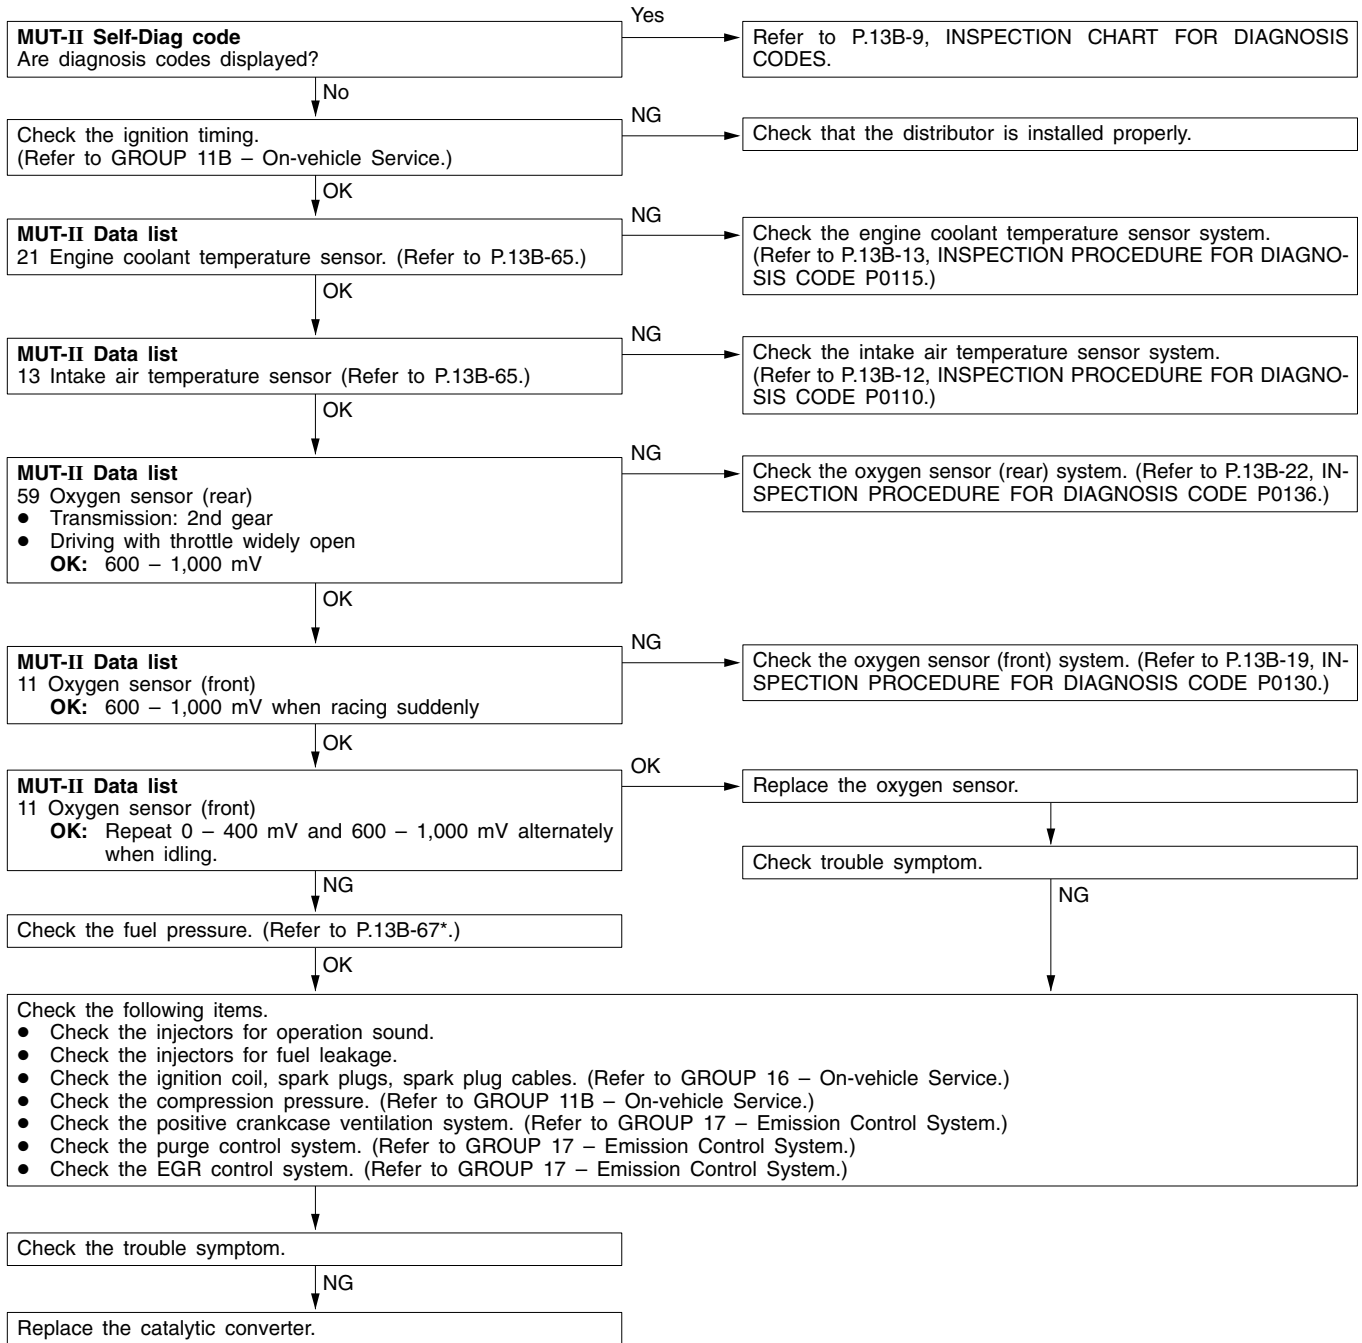 MUT-II Self-Diag code
Are diagnosis codes displayed?
Yes
Refer to P.13B-9, INSPECTION CHART FOR DIAGNOSIS
CODES.
No
Check the ignition timing.
(Refer to GROUP 11B – On-vehicle Service.)
NG
Check that the distributor is installed properly.
OK
MUT-II Data list
21 Engine coolant temperature sensor. (Refer to P.13B-65.)
NG
Check the engine coolant temperature sensor system.
(Refer to P.13B-13, INSPECTION PROCEDURE FOR DIAGNO-
SIS CODE P0115.)
OK
MUT-II Data list
13 Intake air temperature sensor (Refer to P.13B-65.)
NG
Check the intake air temperature sensor system.
(Refer to P.13B-12, INSPECTION PROCEDURE FOR DIAGNO-
SIS CODE P0110.)
OK
MUT-II Data list
59 Oxygen sensor (rear)
● Transmission: 2nd gear
● Driving with throttle widely open
OK: 600 – 1,000 mV
NG
Check the oxygen sensor (rear) system. (Refer to P.13B-22, IN-
SPECTION PROCEDURE FOR DIAGNOSIS CODE P0136.)
OK
MUT-II Data list
11 Oxygen sensor (front)
OK: 600 – 1,000 mV when racing suddenly
NG
Check the oxygen sensor (front) system. (Refer to P.13B-19, IN-
SPECTION PROCEDURE FOR DIAGNOSIS CODE P0130.)
OK
MUT-II Data list
11 Oxygen sensor (front)
OK: Repeat 0 – 400 mV and 600 – 1,000 mV alternately
when idling.
OK
Replace the oxygen sensor.
Check trouble symptom.
NG
NG
Check the fuel pressure. (Refer to P.13B-67*.)
OK
Check the following items.
● Check the injectors for operation sound.
● Check the injectors for fuel leakage.
● Check the ignition coil, spark plugs, spark plug cables. (Refer to GROUP 16 – On-vehicle Service.)
● Check the compression pressure. (Refer to GROUP 11B – On-vehicle Service.)
● Check the positive crankcase ventilation system. (Refer to GROUP 17 – Emission Control System.)
● Check the purge control system. (Refer to GROUP 17 – Emission Control System.)
● Check the EGR control system. (Refer to GROUP 17 – Emission Control System.)
Check the trouble symptom.
NG
Replace the catalytic converter.